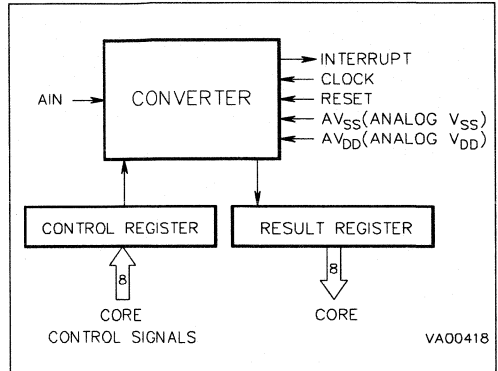 INTERRUPT
CLOCK
AIN
CONVERTER
RESET
AVSS(ANALOG VSS)
AVDD(ANALOG VDD)
CONTROL REGISTER
RESULT REGISTER
8
8
CORE
CONTROL SIGNALS
CORE
VA00418